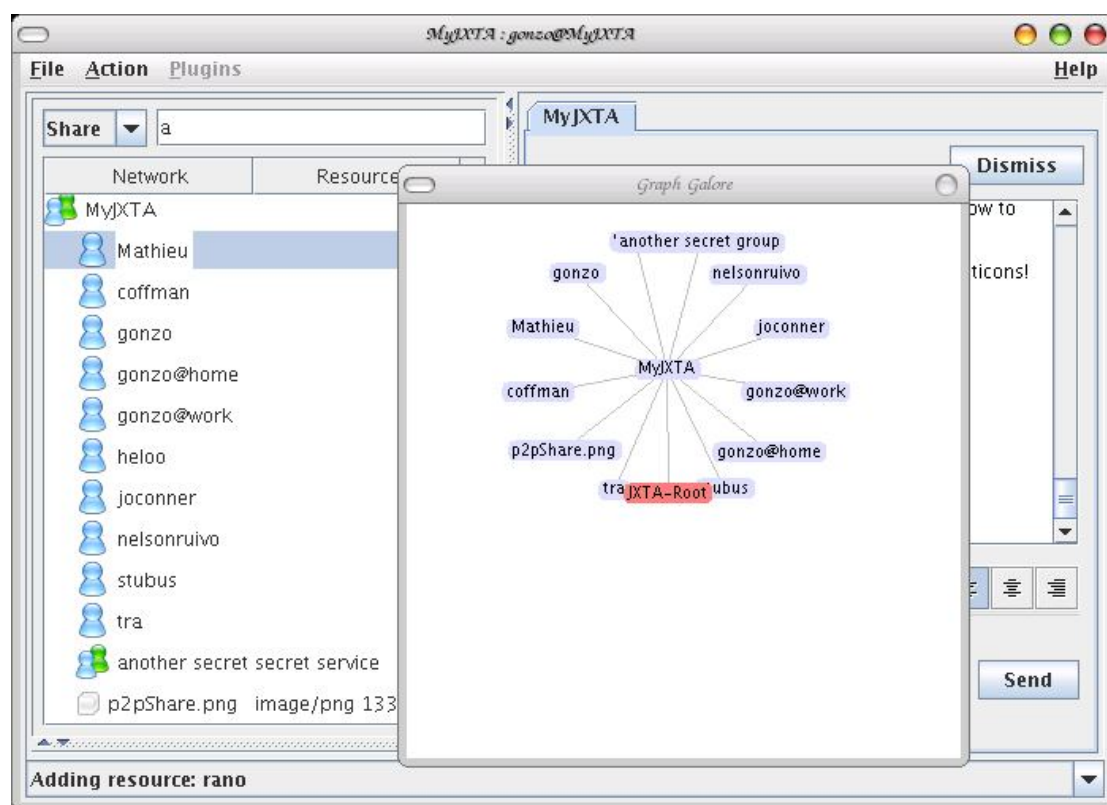 MyJXTA : gonzo@MyJXTA
File Action Plugins Help
Share a
MyJXTA
Dismiss
Network Resource
Graph Galore
MyJXTA
Mathieu
coffman
gonzo
gonzo@home
gonzo@work
heloo
joconner
nelsonruivo
stubus
tra
another secret secret service
p2pShare.png image/png 133
'another secret group
gonzo nelsonruivo
Mathieu joconner
MyJXTA
coffman gonzo@work
p2pShare.png gonzo@home
tra JXTA-Root ubus
to
ticons!
Send
Adding resource: rano